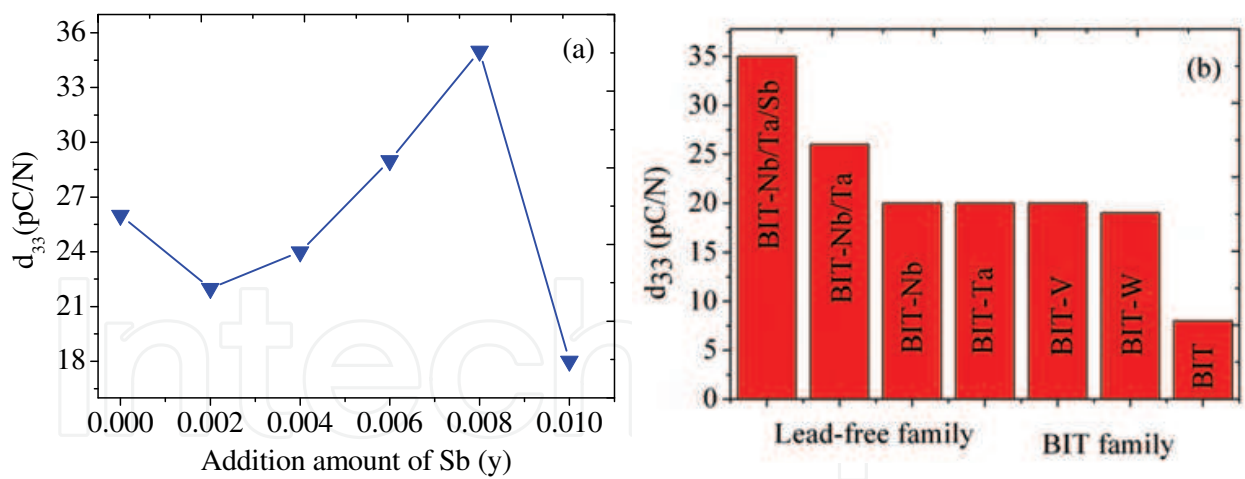 (a)
d33 (pC/N)
36
33
30
27
24
21
18
0.000 0.002 0.004 0.006 0.008 0.010
Addition amount of Sb (y)
Intech
(b)
d33 (pC/N)
35
30
25
20
15
10
5
0
BIT-Nb/Ta/Sb
BIT-Nb/Ta
BIT-Nb
BIT-Ta
BIT-V
BIT-W
BIT
Lead-free family BIT family